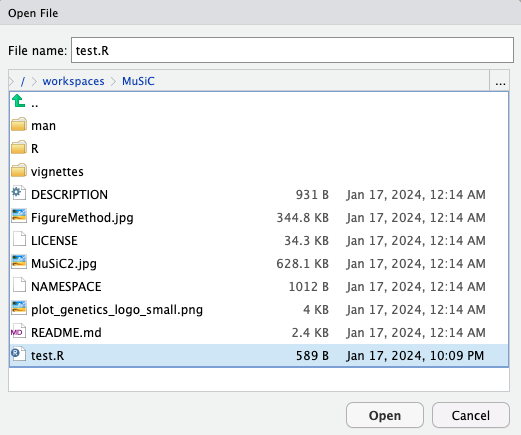 Open File
File name: test.R
/ workspaces MuSiC ...
..
man
R
vignettes
DESCRIPTION 931 B Jan 17, 2024, 12:14 AM
FigureMethod.jpg 344.8 KB Jan 17, 2024, 12:14 AM
LICENSE 34.3 KB Jan 17, 2024, 12:14 AM
MuSiC2.jpg 628.1 KB Jan 17, 2024, 12:14 AM
NAMESPACE 1012 B Jan 17, 2024, 12:14 AM
plot_genetics_logo_small.png 4 KB Jan 17, 2024, 12:14 AM
MD README.md 2.4 KB Jan 17, 2024, 12:14 AM
R test.R 589 B Jan 17, 2024, 10:09 PM
Open Cancel